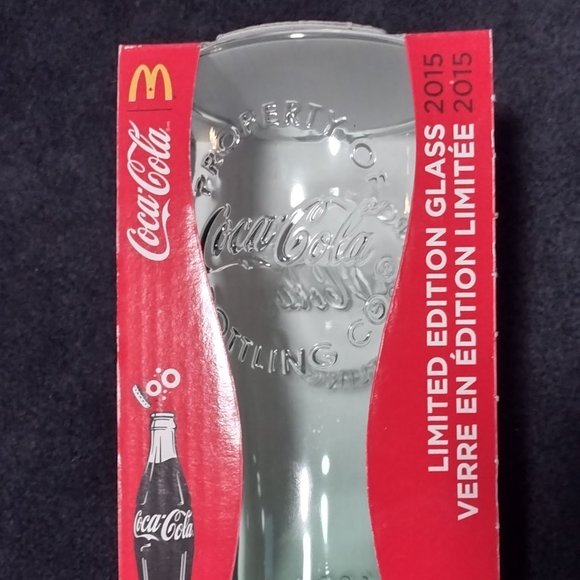 Coca-Cola
LIMITED EDITION GLASS 2015
VERRE EN ÉDITION LIMITÉE 2015
PROPERTY OF
Coca-Cola
BOTTLING CO
Coca-Cola